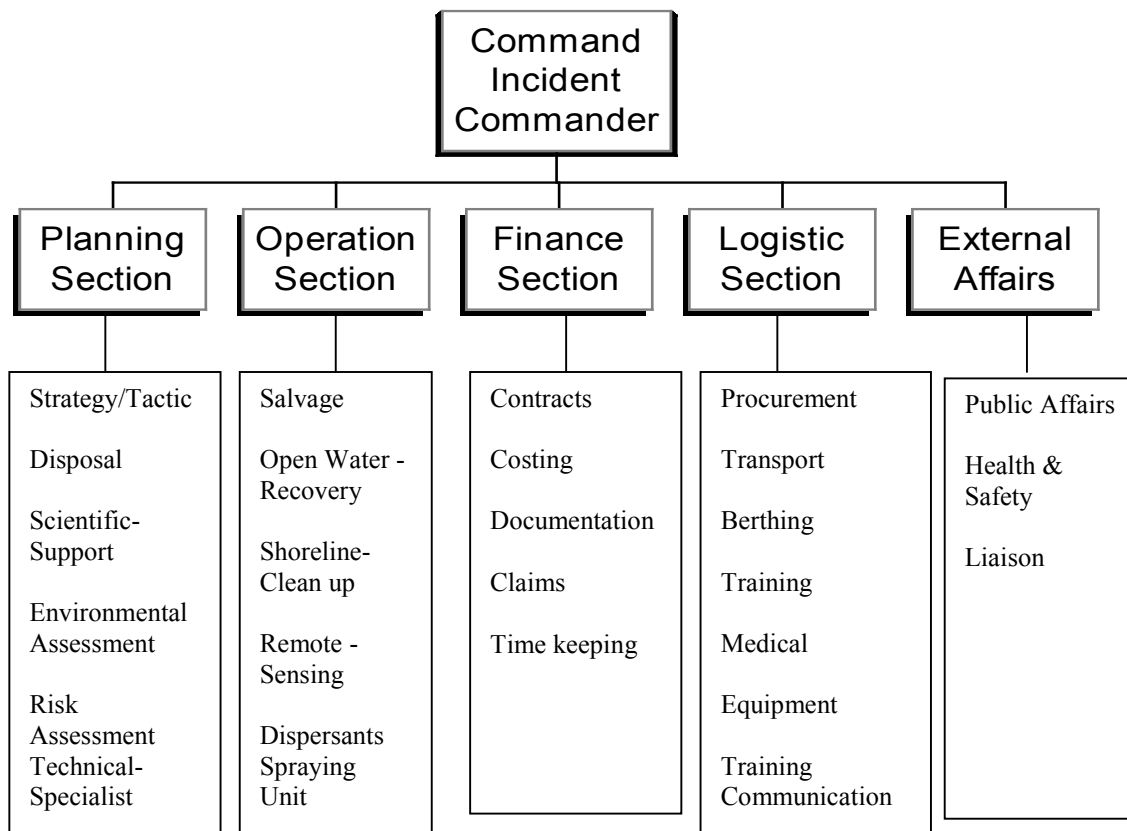 Command
Incident
Commander
Planning
Section
Operation
Section
Finance
Section
Logistic
Section
External
Affairs
Strategy/Tactic
Disposal
Scientific-
Support
Environmental
Assessment
Risk
Assessment
Technical-
Specialist
Salvage
Open Water -
Recovery
Shoreline-
Clean up
Remote -
Sensing
Dispersants
Spraying
Unit
Contracts
Costing
Documentation
Claims
Time keeping
Procurement
Transport
Berthing
Training
Medical
Equipment
Training
Communication
Public Affairs
Health &
Safety
Liaison